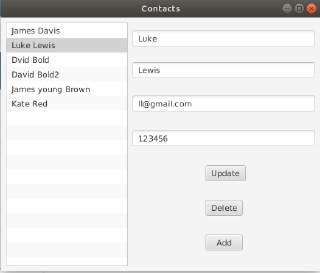 Contacts
James Davis
Luke Lewis
Dvid Bold
David Bold2
James young Brown
Kate Red
Luke
Lewis
ll@gmail.com
123456
Update
Delete
Add